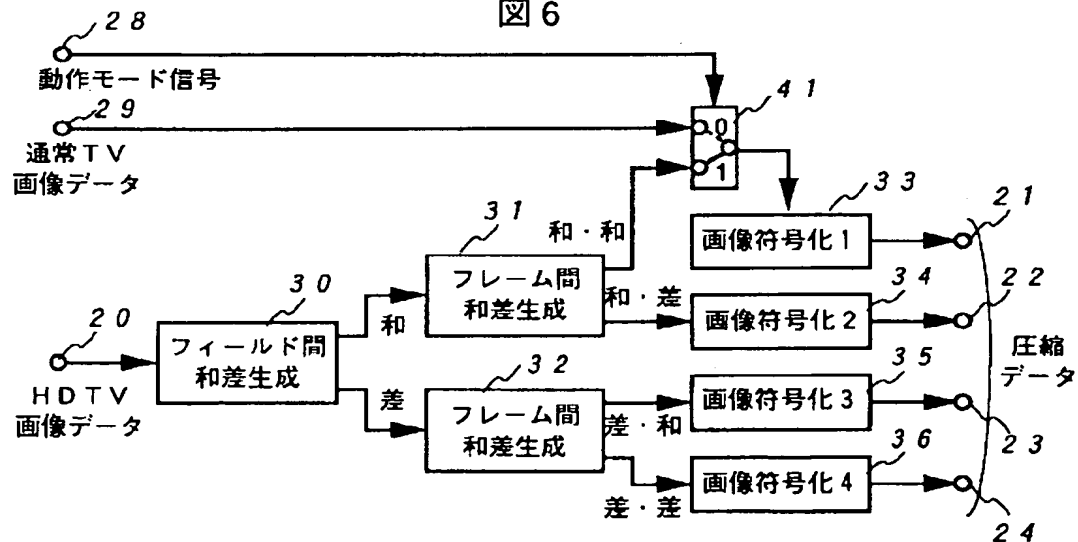 図6
28
動作モード信号
29
通常TV
画像データ
41
0
1
33
画像符号化1
21
31
フレーム間
和差生成
和・和
和・差
34
画像符号化2
22
30
フィールド間
和差生成
20
HDTV
画像データ
和
差
32
フレーム間
和差生成
差・和
差・差
35
画像符号化3
23
36
画像符号化4
24
圧縮
データ